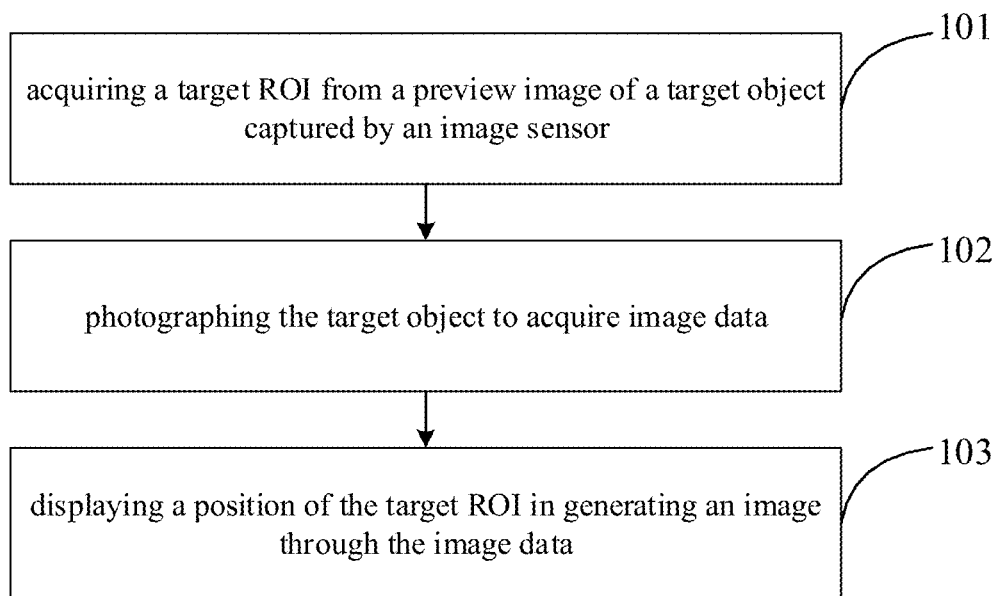 101
acquiring a target ROI from a preview image of a target object
captured by an image sensor
102
photographing the target object to acquire image data
103
displaying a position of the target ROI in generating an image
through the image data